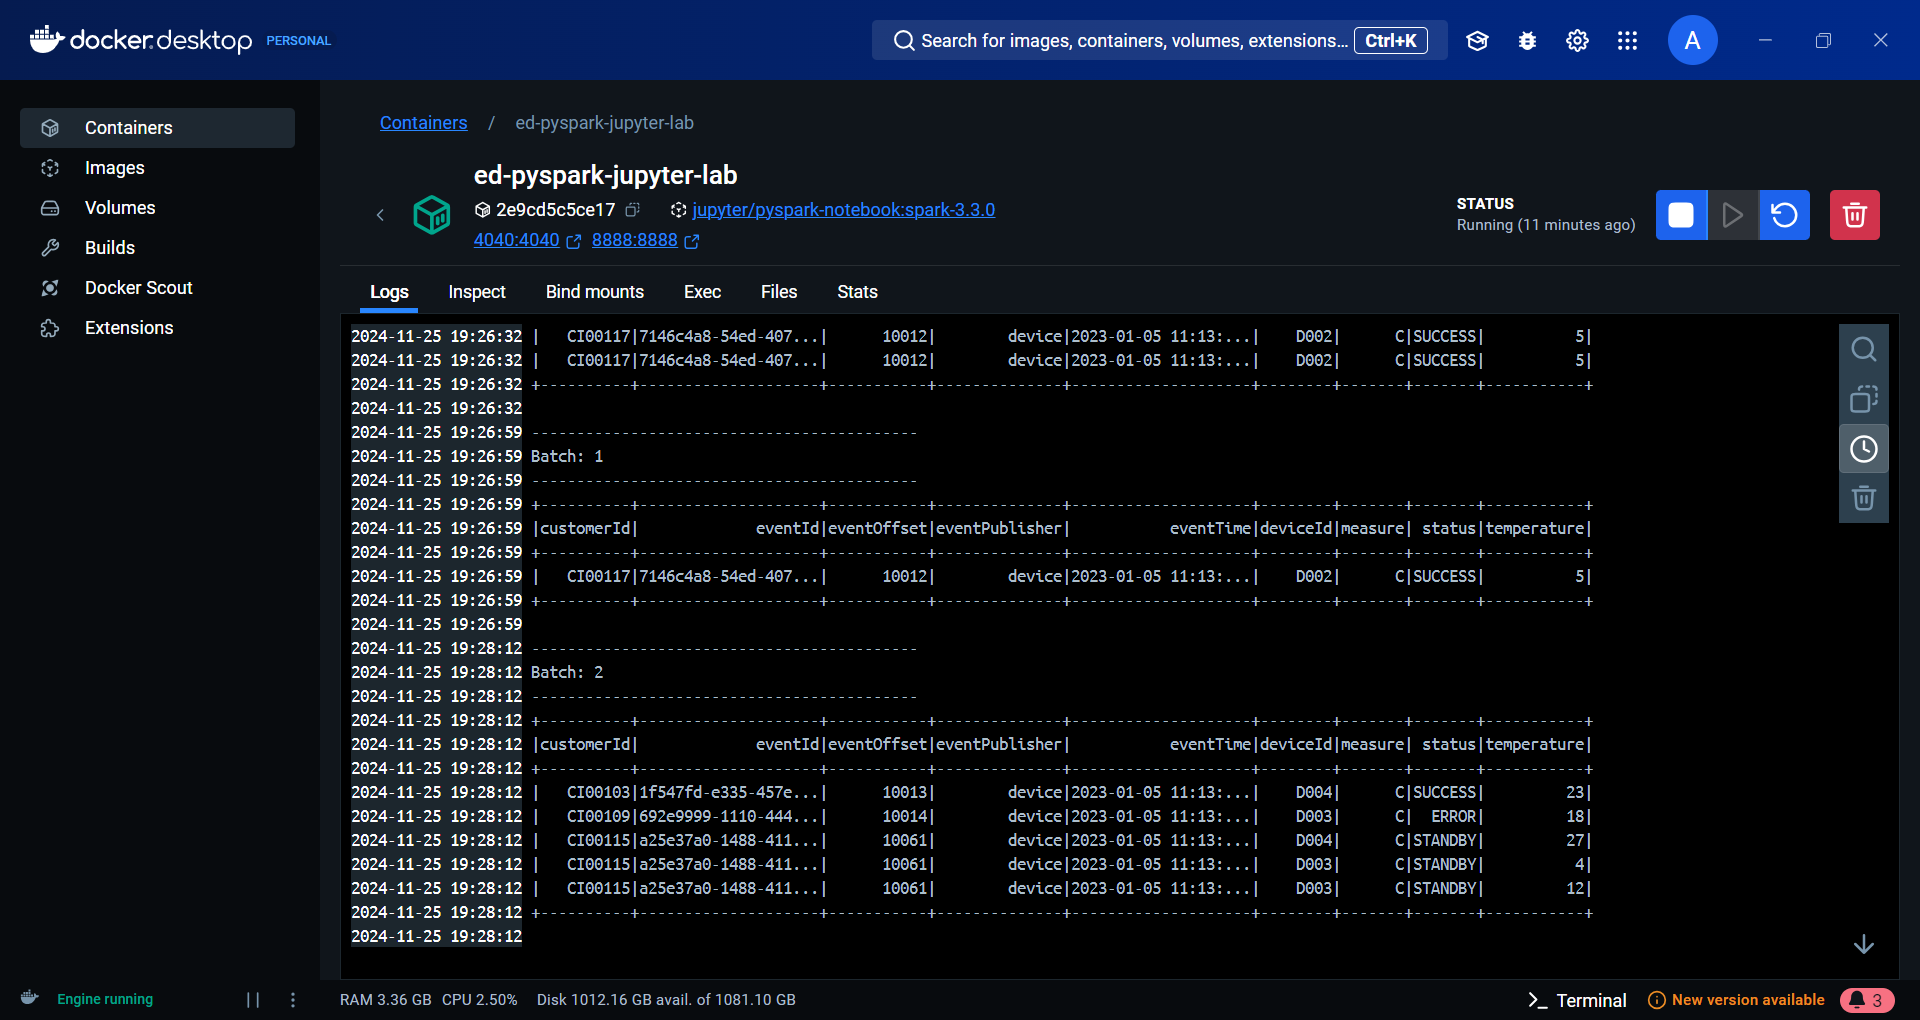 docker.desktop PERSONAL
Search for images, containers, volumes, extensions... Ctrl+K
A
Containers
Images
Volumes
Builds
Docker Scout
Extensions
Containers / ed-pyspark-jupyter-lab
ed-pyspark-jupyter-lab
2e9cd5c5ce17 jupyter/pyspark-notebook:spark-3.3.0
4040:4040 8888:8888
STATUS
Running (11 minutes ago)
Logs Inspect Bind mounts Exec Files Stats
2024-11-25 19:26:32 |   CI00117|7146c4a8-54ed-407...|      10012|        device|2023-01-05 11:13:...|    D002|      C|SUCCESS|          5|
2024-11-25 19:26:32 |   CI00117|7146c4a8-54ed-407...|      10012|        device|2023-01-05 11:13:...|    D002|      C|SUCCESS|          5|
2024-11-25 19:26:32 +----------+--------------------+-----------+--------------+--------------------+--------+-------+-------+-----------+
2024-11-25 19:26:32
2024-11-25 19:26:59 -------------------------------------------
2024-11-25 19:26:59 Batch: 1
2024-11-25 19:26:59 -------------------------------------------
2024-11-25 19:26:59 +----------+--------------------+-----------+--------------+--------------------+--------+-------+-------+-----------+
2024-11-25 19:26:59 |customerId|             eventId|eventOffset|eventPublisher|           eventTime|deviceId|measure| status|temperature|
2024-11-25 19:26:59 +----------+--------------------+-----------+--------------+--------------------+--------+-------+-------+-----------+
2024-11-25 19:26:59 |   CI00117|7146c4a8-54ed-407...|      10012|        device|2023-01-05 11:13:...|    D002|      C|SUCCESS|          5|
2024-11-25 19:26:59 +----------+--------------------+-----------+--------------+--------------------+--------+-------+-------+-----------+
2024-11-25 19:26:59
2024-11-25 19:28:12 -------------------------------------------
2024-11-25 19:28:12 Batch: 2
2024-11-25 19:28:12 -------------------------------------------
2024-11-25 19:28:12 +----------+--------------------+-----------+--------------+--------------------+--------+-------+-------+-----------+
2024-11-25 19:28:12 |customerId|             eventId|eventOffset|eventPublisher|           eventTime|deviceId|measure| status|temperature|
2024-11-25 19:28:12 +----------+--------------------+-----------+--------------+--------------------+--------+-------+-------+-----------+
2024-11-25 19:28:12 |   CI00103|1f547fd-e335-457e...|      10013|        device|2023-01-05 11:13:...|    D004|      C|SUCCESS|         23|
2024-11-25 19:28:12 |   CI00109|692e9999-1110-444...|      10014|        device|2023-01-05 11:13:...|    D003|      C|  ERROR|         18|
2024-11-25 19:28:12 |   CI00115|a25e37a0-1488-411...|      10061|        device|2023-01-05 11:13:...|    D004|      C|STANDBY|         27|
2024-11-25 19:28:12 |   CI00115|a25e37a0-1488-411...|      10061|        device|2023-01-05 11:13:...|    D003|      C|STANDBY|          4|
2024-11-25 19:28:12 |   CI00115|a25e37a0-1488-411...|      10061|        device|2023-01-05 11:13:...|    D003|      C|STANDBY|         12|
2024-11-25 19:28:12 +----------+--------------------+-----------+--------------+--------------------+--------+-------+-------+-----------+
2024-11-25 19:28:12
Engine running
RAM 3.36 GB CPU 2.50% Disk 1012.16 GB avail. of 1081.10 GB
Terminal
New version available
3